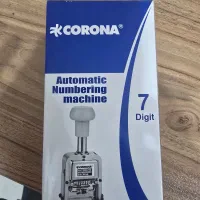 CORONA®
Automatic
Numbering
machine
7
Digit